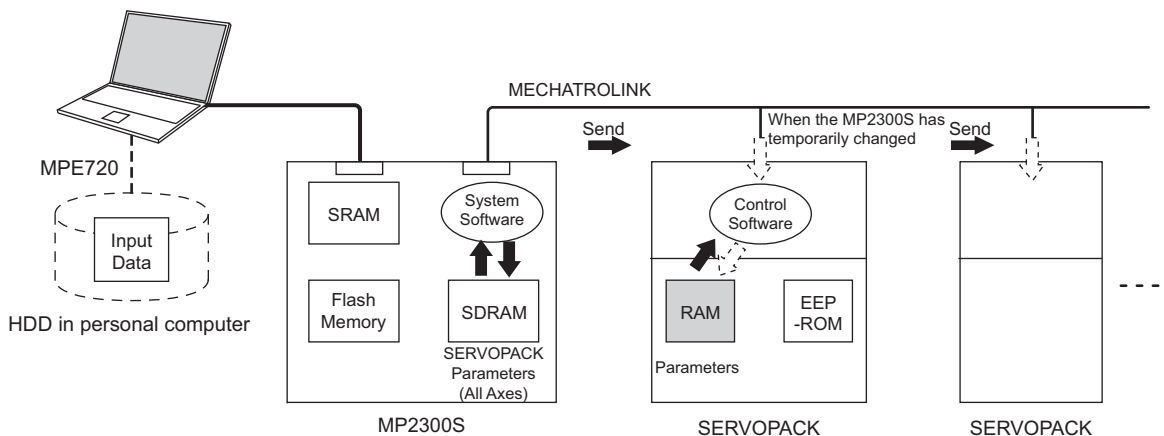 MECHATROLINK
When the MP2300S has
temporarily changed
Send
Send
MPE720
Input
Data
HDD in personal computer
SRAM
System
Software
Flash
Memory
SDRAM
SERVOPACK
Parameters
(All Axes)
MP2300S
Control
Software
RAM
EEP
-ROM
Parameters
SERVOPACK
SERVOPACK